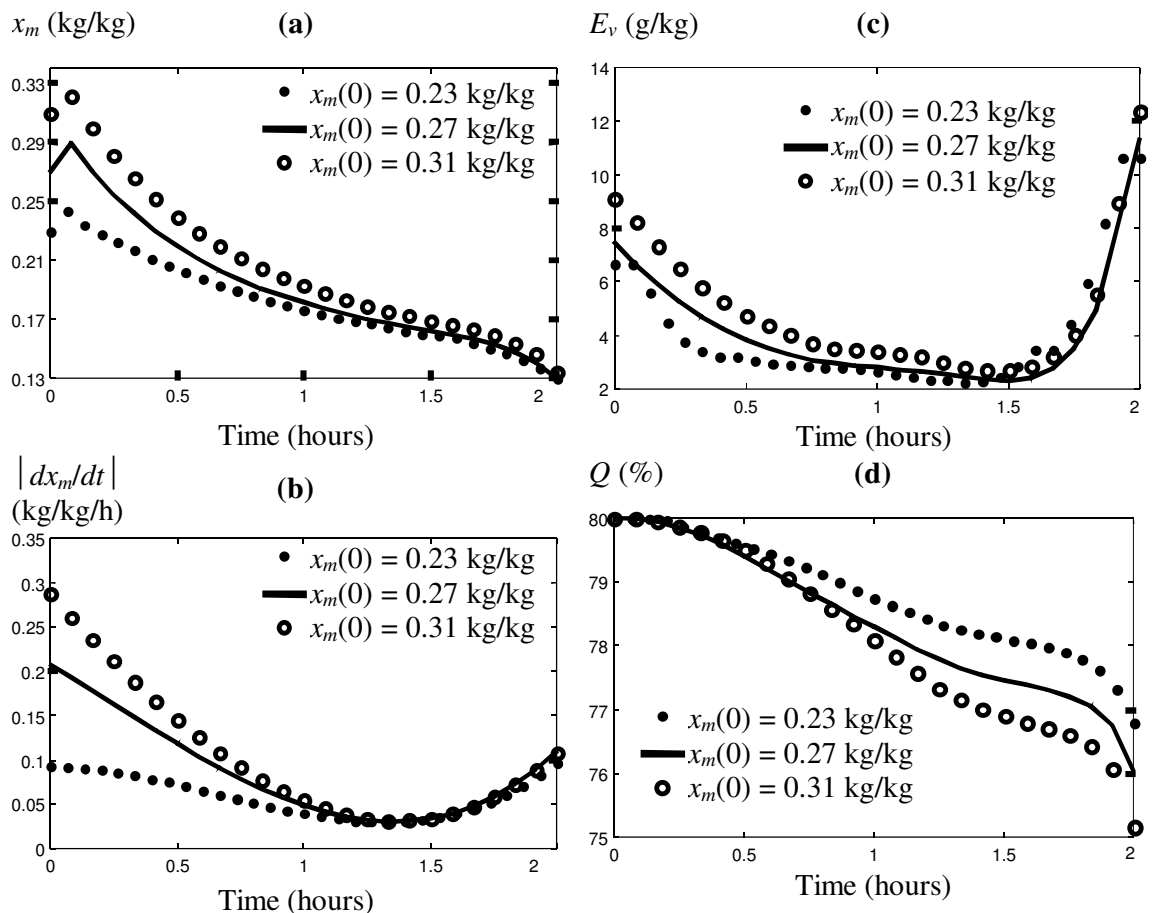 x_m (kg/kg)
(a)
0.33
0.29
0.25
0.21
0.17
0.13
x_m(0) = 0.23 kg/kg
x_m(0) = 0.27 kg/kg
x_m(0) = 0.31 kg/kg
0 0.5 1 1.5 2
Time (hours)
E_v (g/kg)
(c)
14
12
10
8
6
4
2
x_m(0) = 0.23 kg/kg
x_m(0) = 0.27 kg/kg
x_m(0) = 0.31 kg/kg
0 0.5 1 1.5 2
Time (hours)
|dx_m/dt|
(kg/kg/h)
(b)
0.35
0.3
0.25
0.2
0.15
0.1
0.05
0
x_m(0) = 0.23 kg/kg
x_m(0) = 0.27 kg/kg
x_m(0) = 0.31 kg/kg
0 0.5 1 1.5 2
Time (hours)
Q (%)
(d)
80
79
78
77
76
75
x_m(0) = 0.23 kg/kg
x_m(0) = 0.27 kg/kg
x_m(0) = 0.31 kg/kg
0 0.5 1 1.5 2
Time (hours)